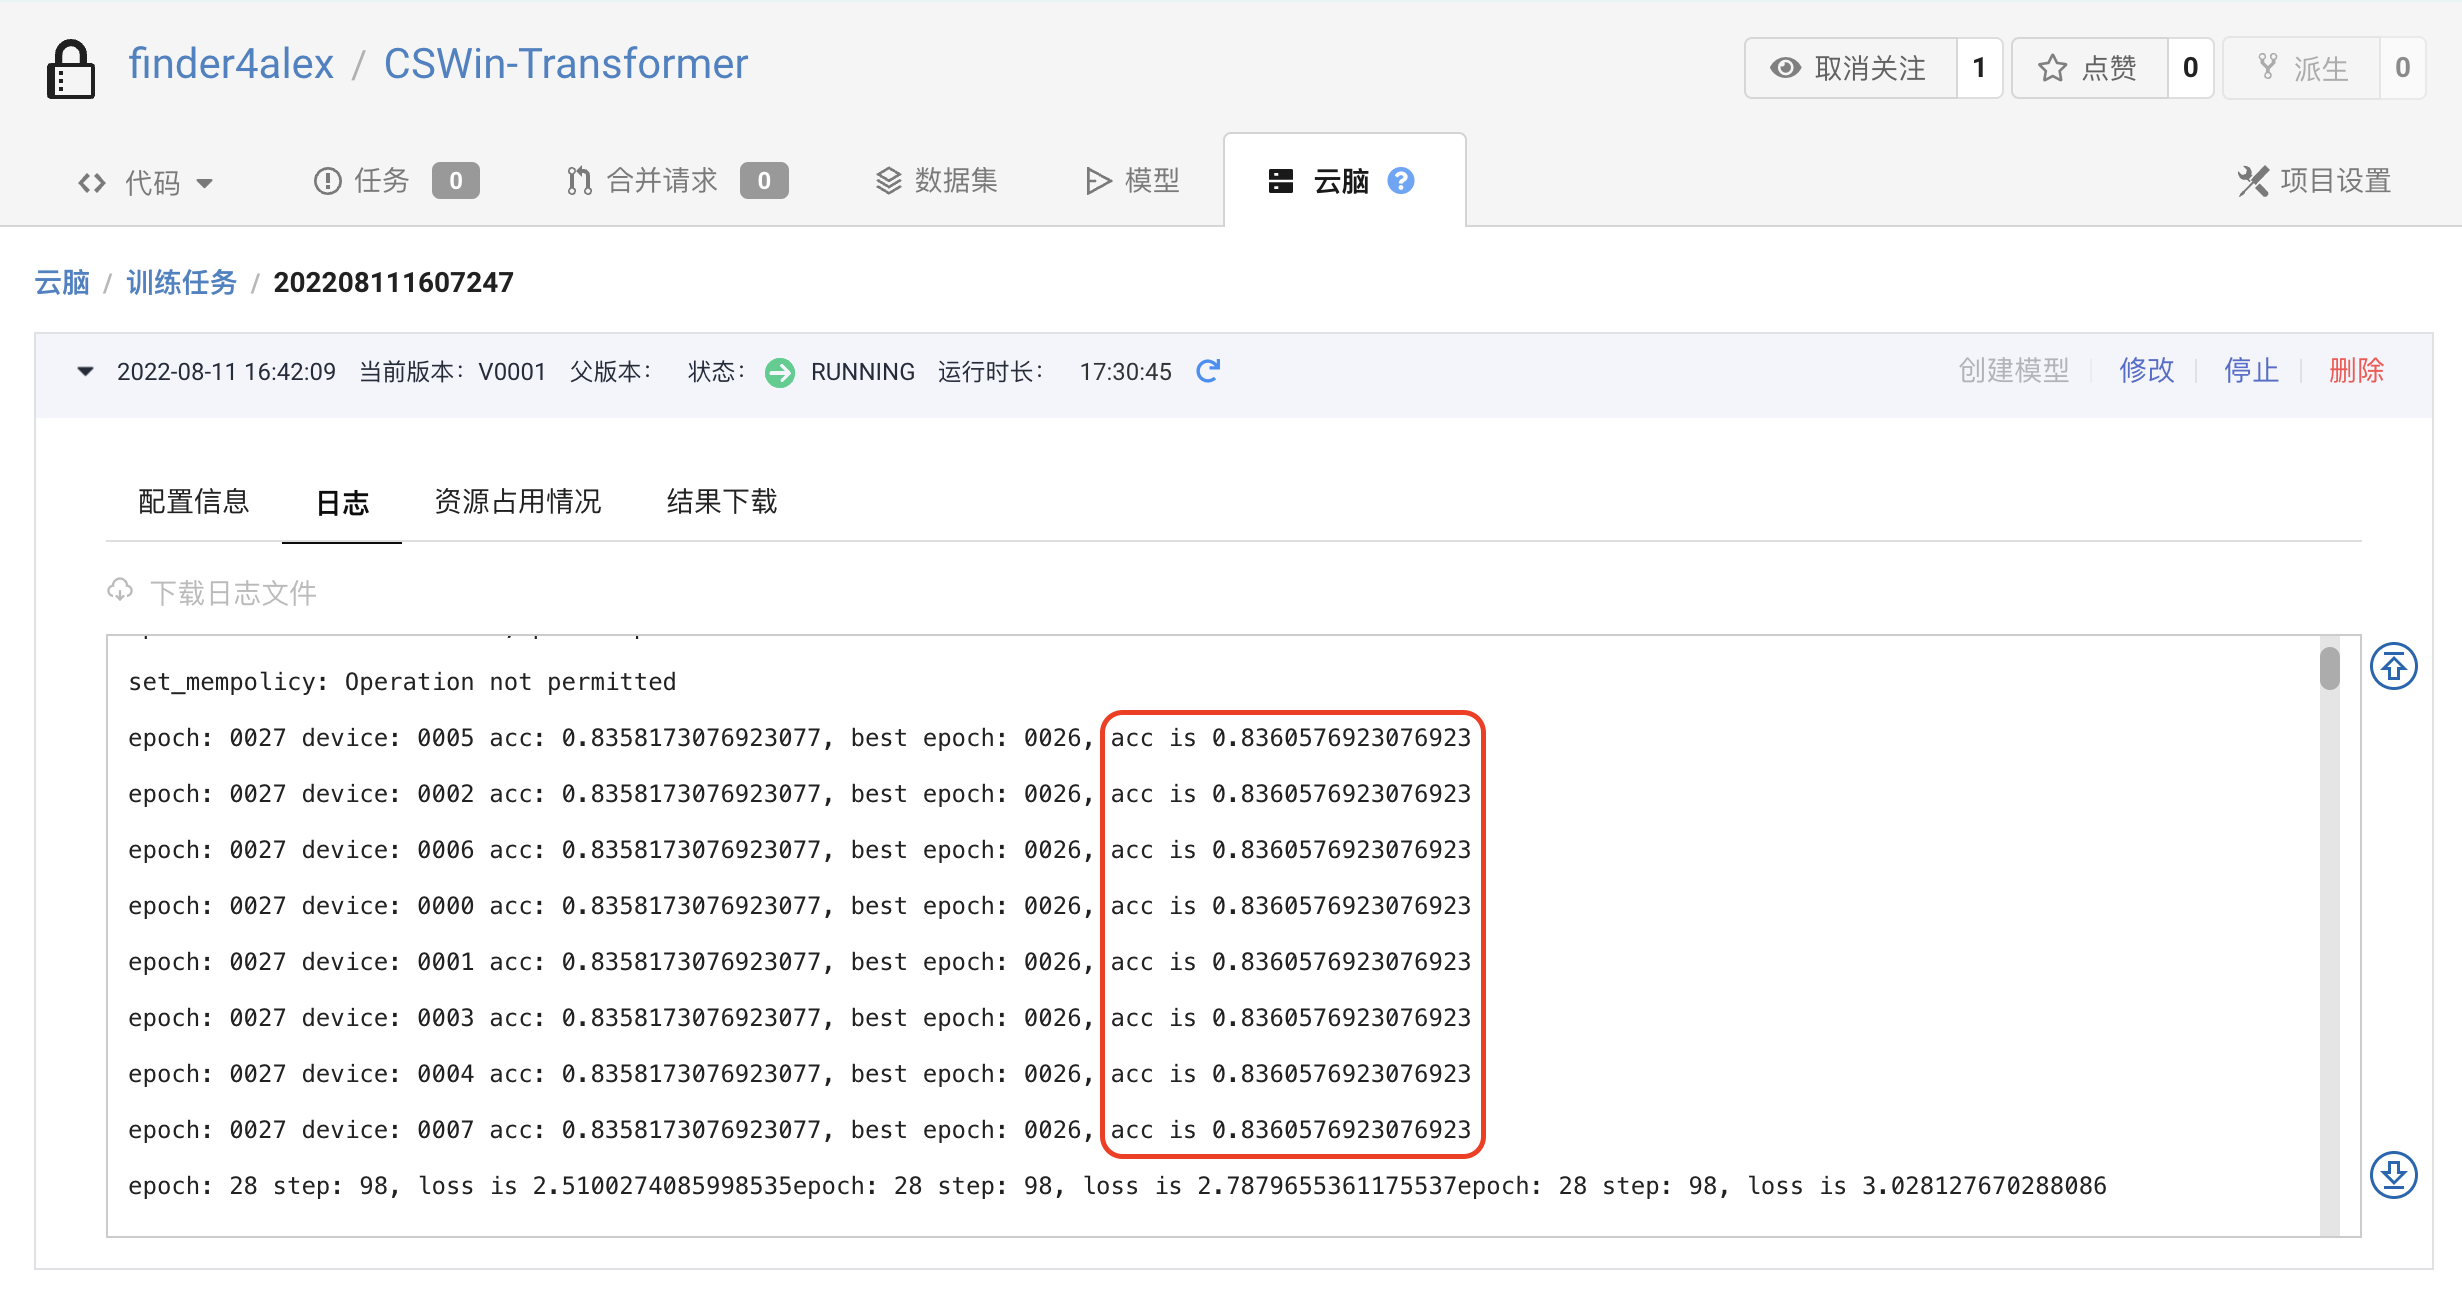 finder4alex / CSWin-Transformer
取消关注 1 点赞 0 派生 0
代码 任务 0 合并请求 0 数据集 模型 云脑 ? 项目设置
云脑 / 训练任务 / 202208111607247
2022-08-11 16:42:09 当前版本: V0001 父版本: 状态: RUNNING 运行时长: 17:30:45 创建模型 修改 停止 删除
配置信息 日志 资源占用情况 结果下载
下载日志文件
set_mempolicy: Operation not permitted
epoch: 0027 device: 0005 acc: 0.8358173076923077, best epoch: 0026, acc is 0.8360576923076923
epoch: 0027 device: 0002 acc: 0.8358173076923077, best epoch: 0026, acc is 0.8360576923076923
epoch: 0027 device: 0006 acc: 0.8358173076923077, best epoch: 0026, acc is 0.8360576923076923
epoch: 0027 device: 0000 acc: 0.8358173076923077, best epoch: 0026, acc is 0.8360576923076923
epoch: 0027 device: 0001 acc: 0.8358173076923077, best epoch: 0026, acc is 0.8360576923076923
epoch: 0027 device: 0003 acc: 0.8358173076923077, best epoch: 0026, acc is 0.8360576923076923
epoch: 0027 device: 0004 acc: 0.8358173076923077, best epoch: 0026, acc is 0.8360576923076923
epoch: 0027 device: 0007 acc: 0.8358173076923077, best epoch: 0026, acc is 0.8360576923076923
epoch: 28 step: 98, loss is 2.5100274085998535epoch: 28 step: 98, loss is 2.7879655361175537epoch: 28 step: 98, loss is 3.028127670288086